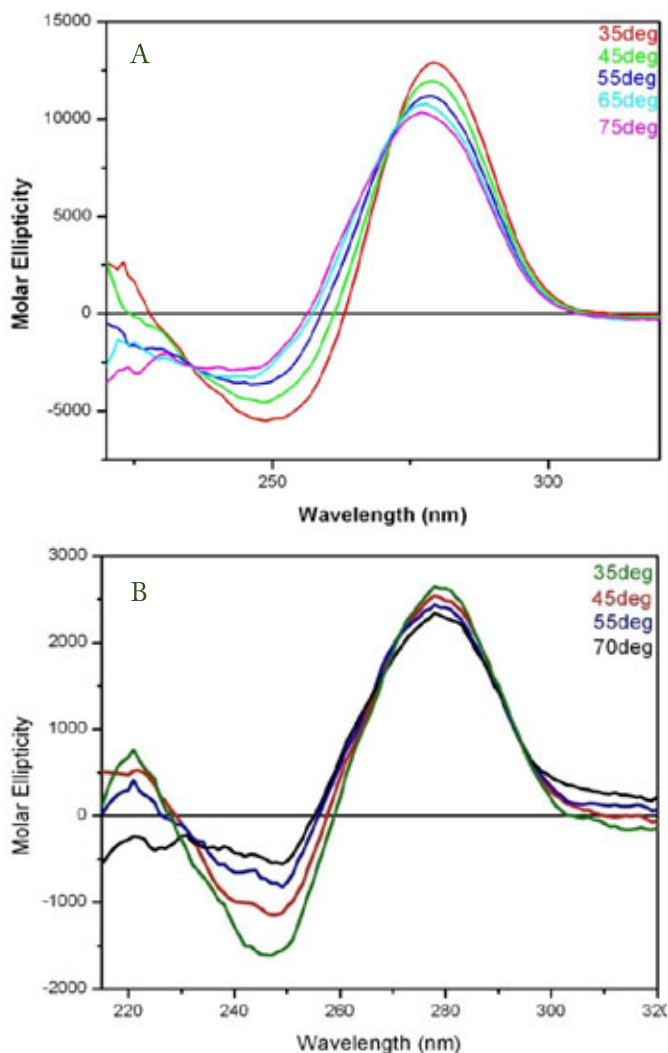 A
35deg
45deg
55deg
65deg
75deg
15000
10000
5000
0
-5000
Molar Ellipticity
250
300
Wavelength (nm)
B
35deg
45deg
55deg
70deg
3000
2000
1000
0
-1000
-2000
Molar Ellipticity
220
240
260
280
300
320
Wavelength (nm)